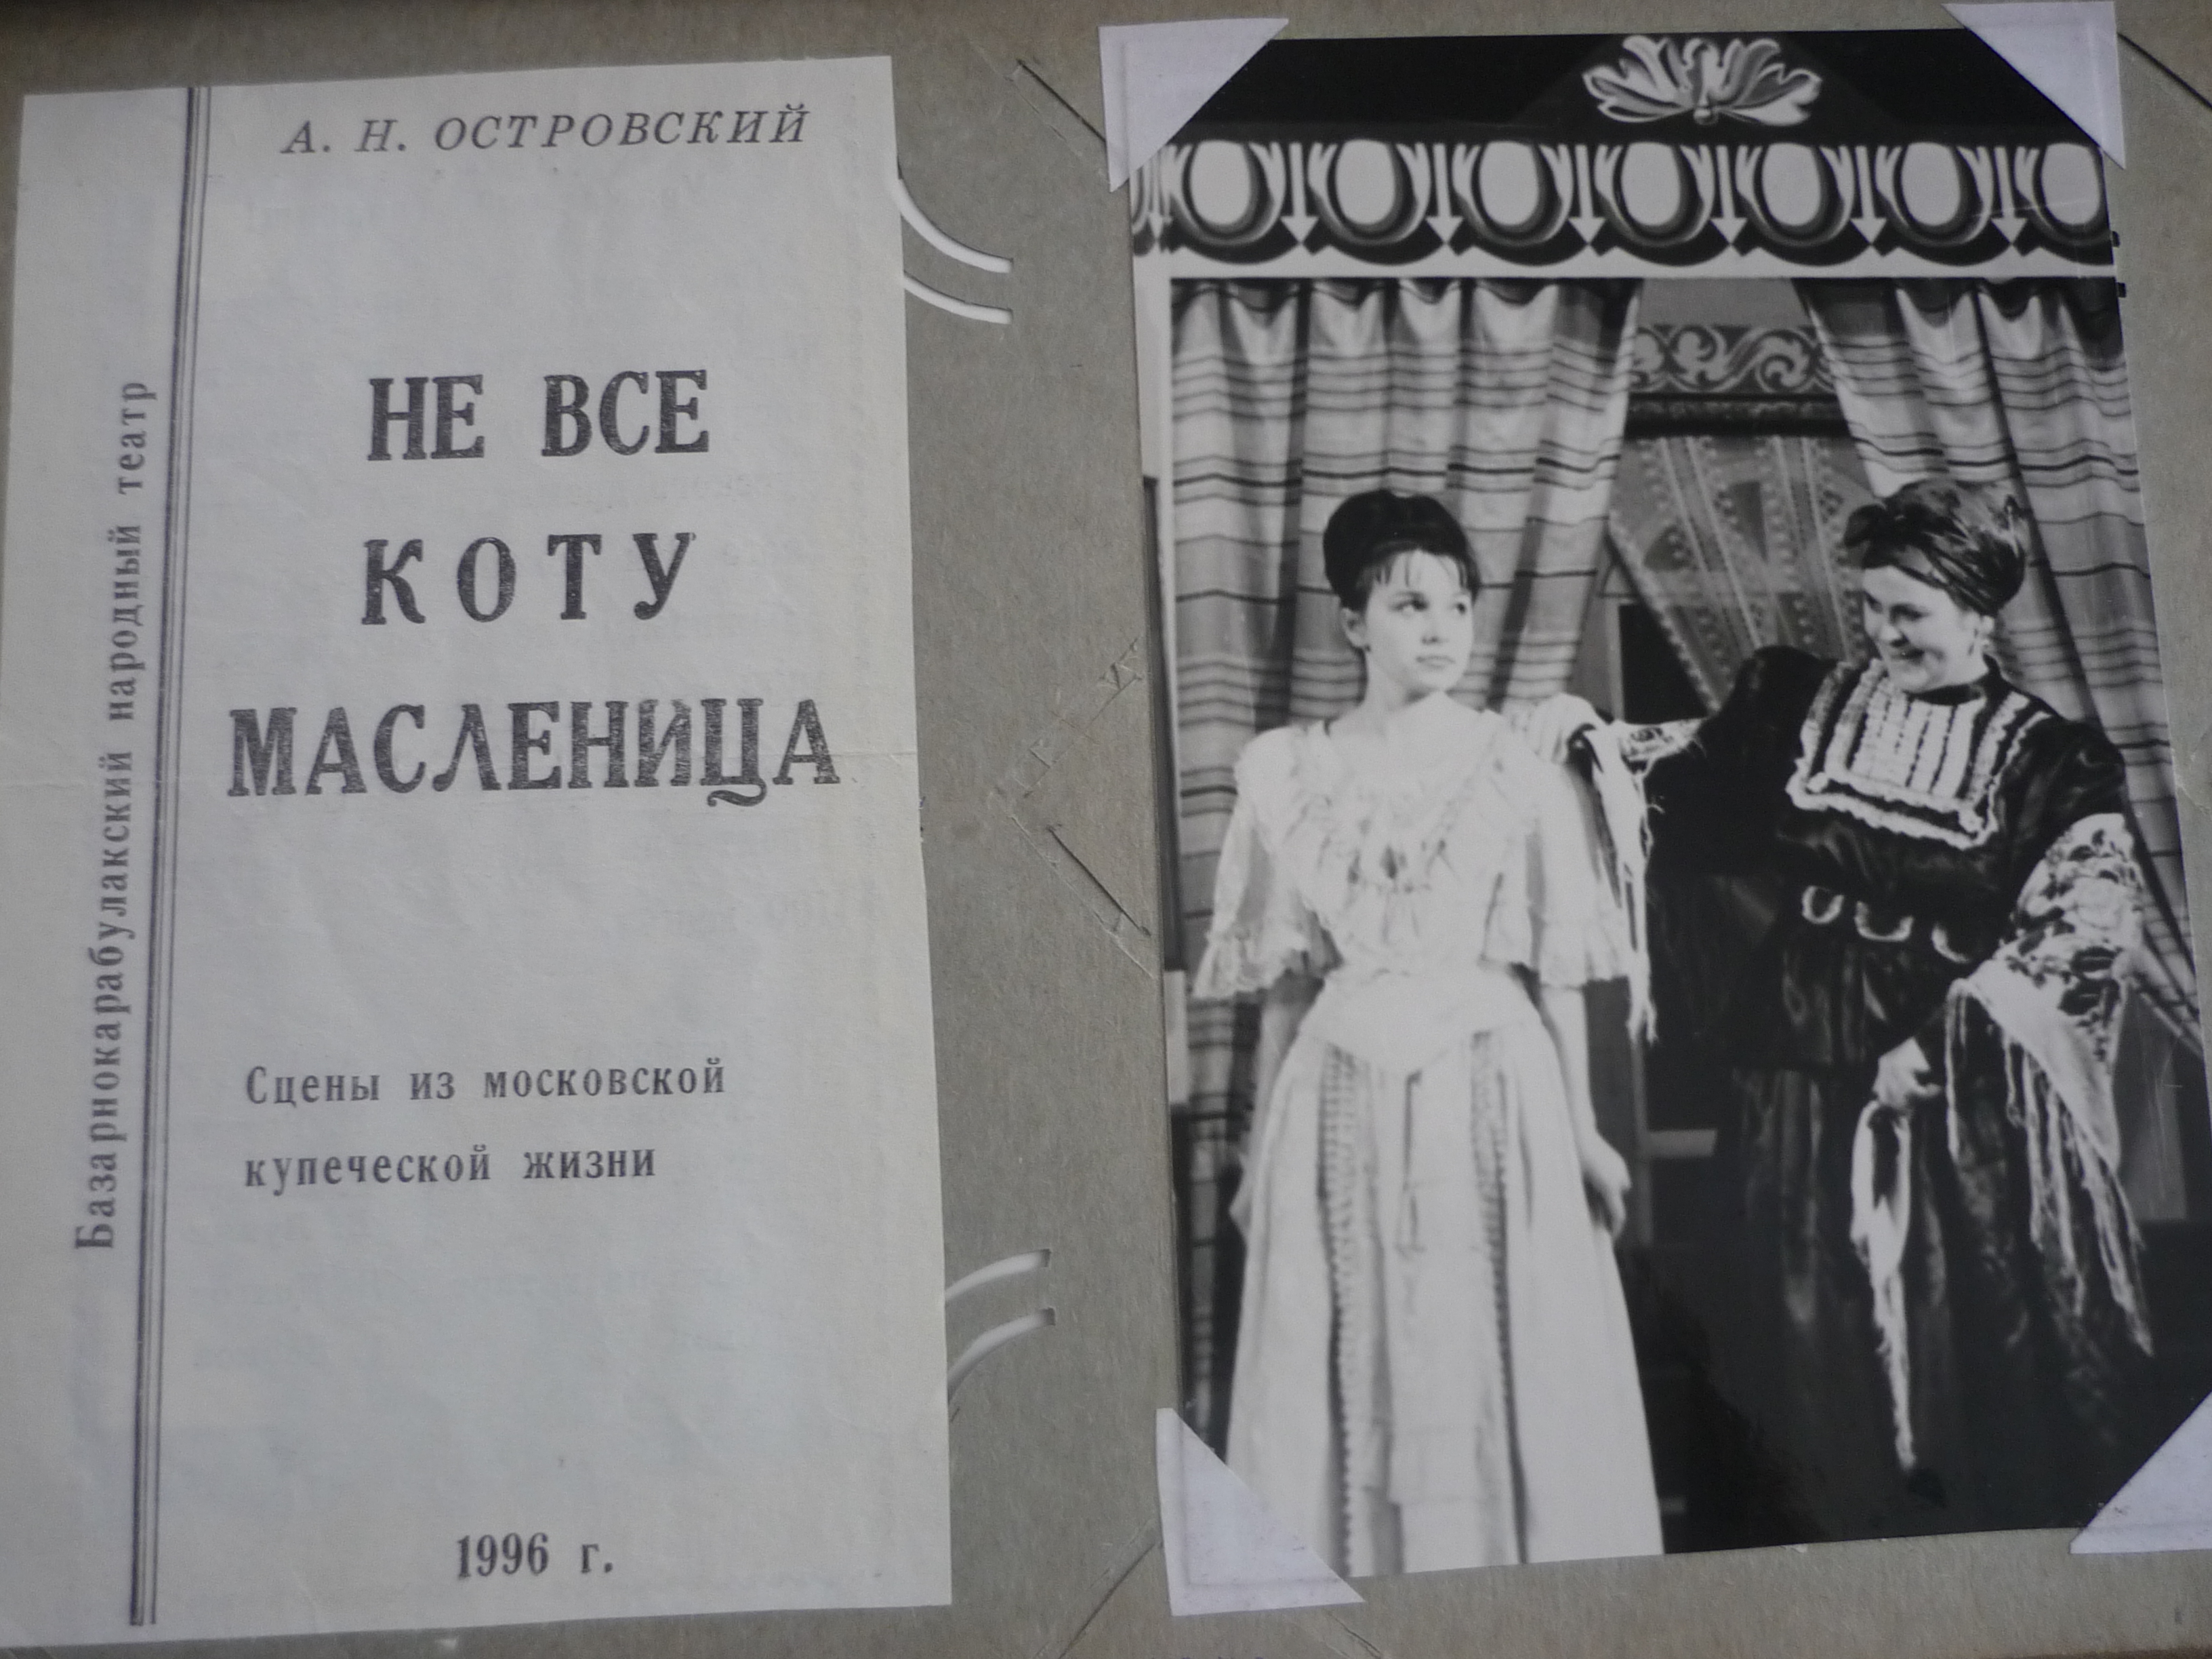 А. Н. ОСТРОВСКИЙ
НЕ ВСЕ
КОТУ
МАСЛЕНИЦА
Сцены из московской
купеческой жизни
1996 г.
Базарнокарабулакский народный театр